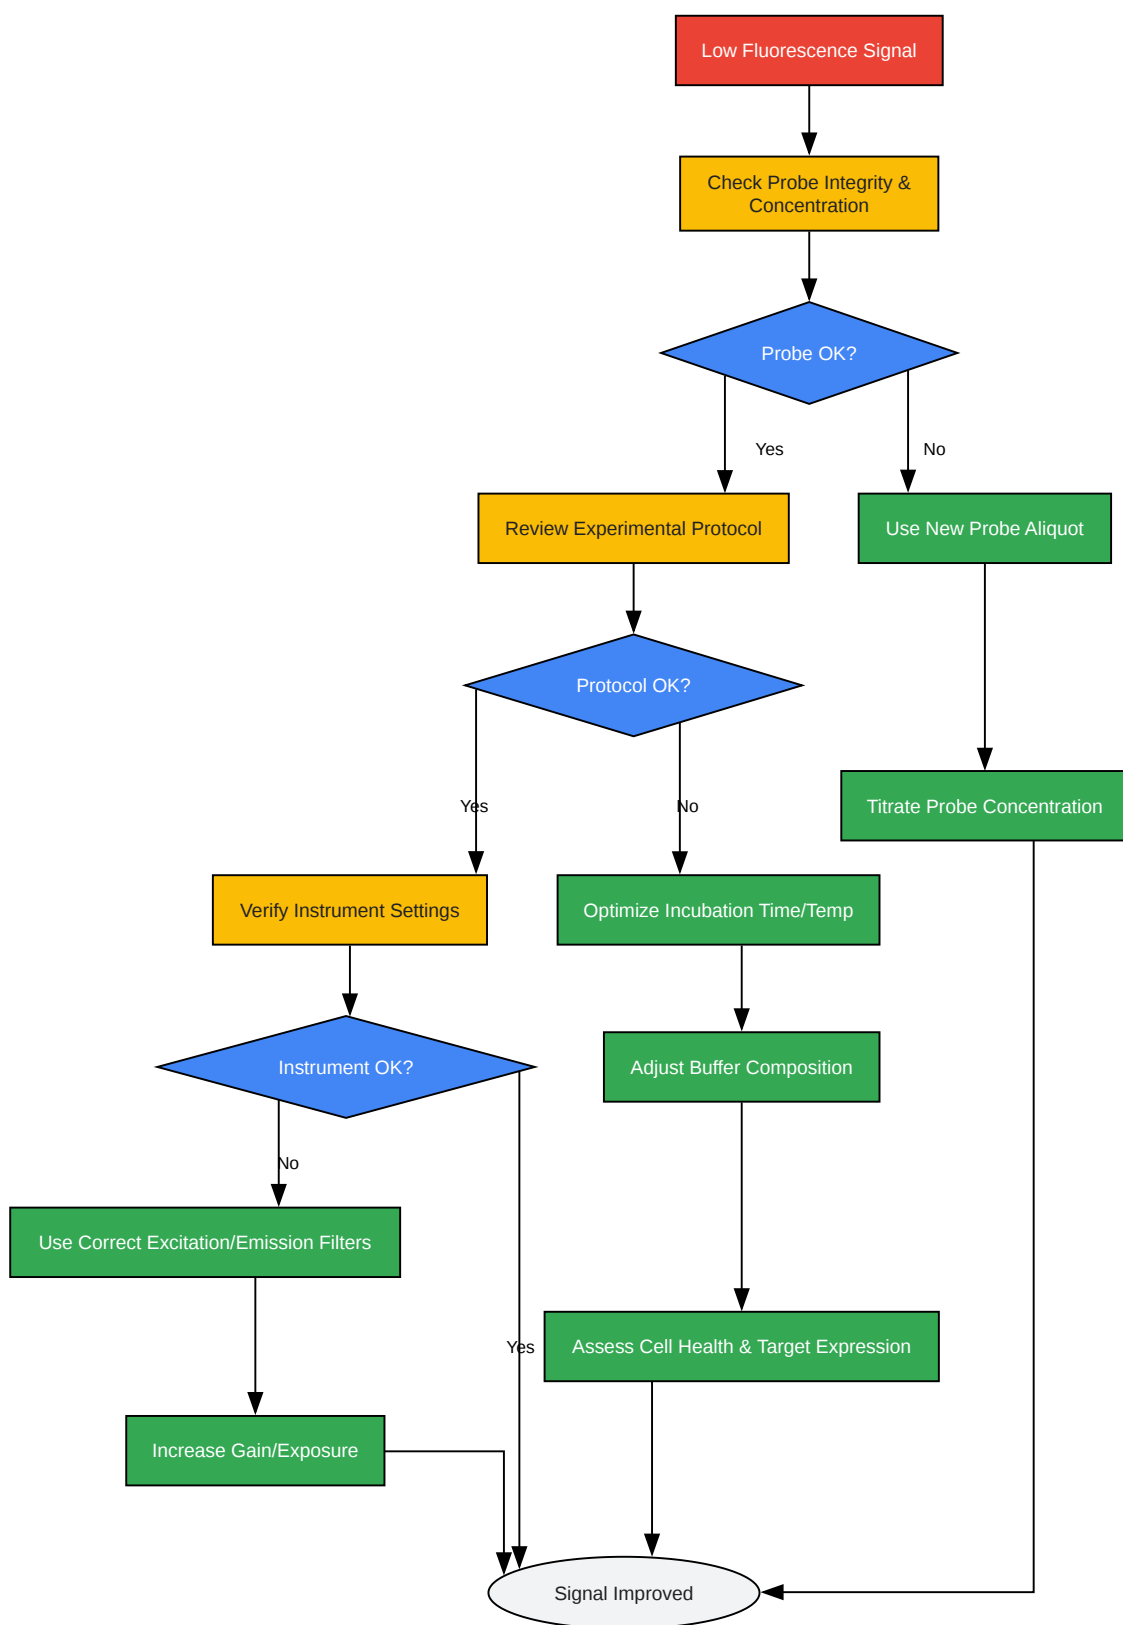 Low Fluorescence Signal
Check Probe Integrity &
Concentration
Probe OK?
Yes
No
Review Experimental Protocol
Use New Probe Aliquot
Protocol OK?
Yes
No
Titrate Probe Concentration
Verify Instrument Settings
Optimize Incubation Time/Temp
Instrument OK?
Adjust Buffer Composition
No
Use Correct Excitation/Emission Filters
Yes
Assess Cell Health & Target Expression
Increase Gain/Exposure
Signal Improved